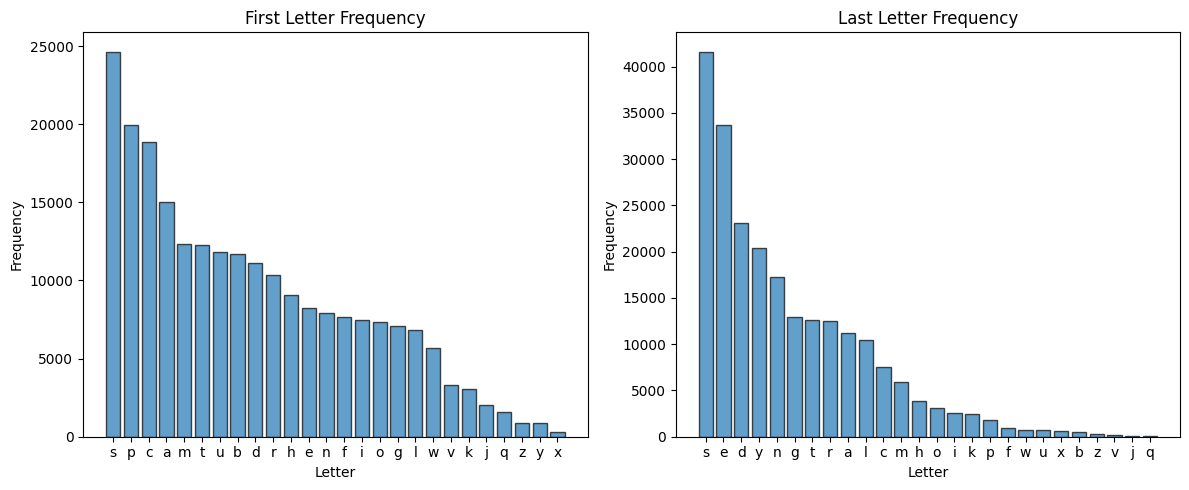 First Letter Frequency
Frequency
25000
20000
15000
10000
5000
0
s p c a m t u b d r h e n f i o g l w v k j q z y x
Letter
Last Letter Frequency
Frequency
40000
35000
30000
25000
20000
15000
10000
5000
0
s e d y n g t r a l c m h o i k p f w u x b z v j q
Letter